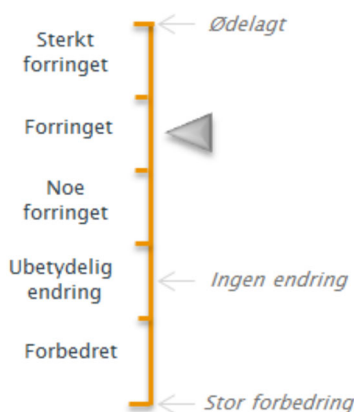 Ødelagt
Sterkt
forringet
Forringet
Noe
forringet
Ubetydelig
endring
Ingen endring
Forbedret
Stor forbedring